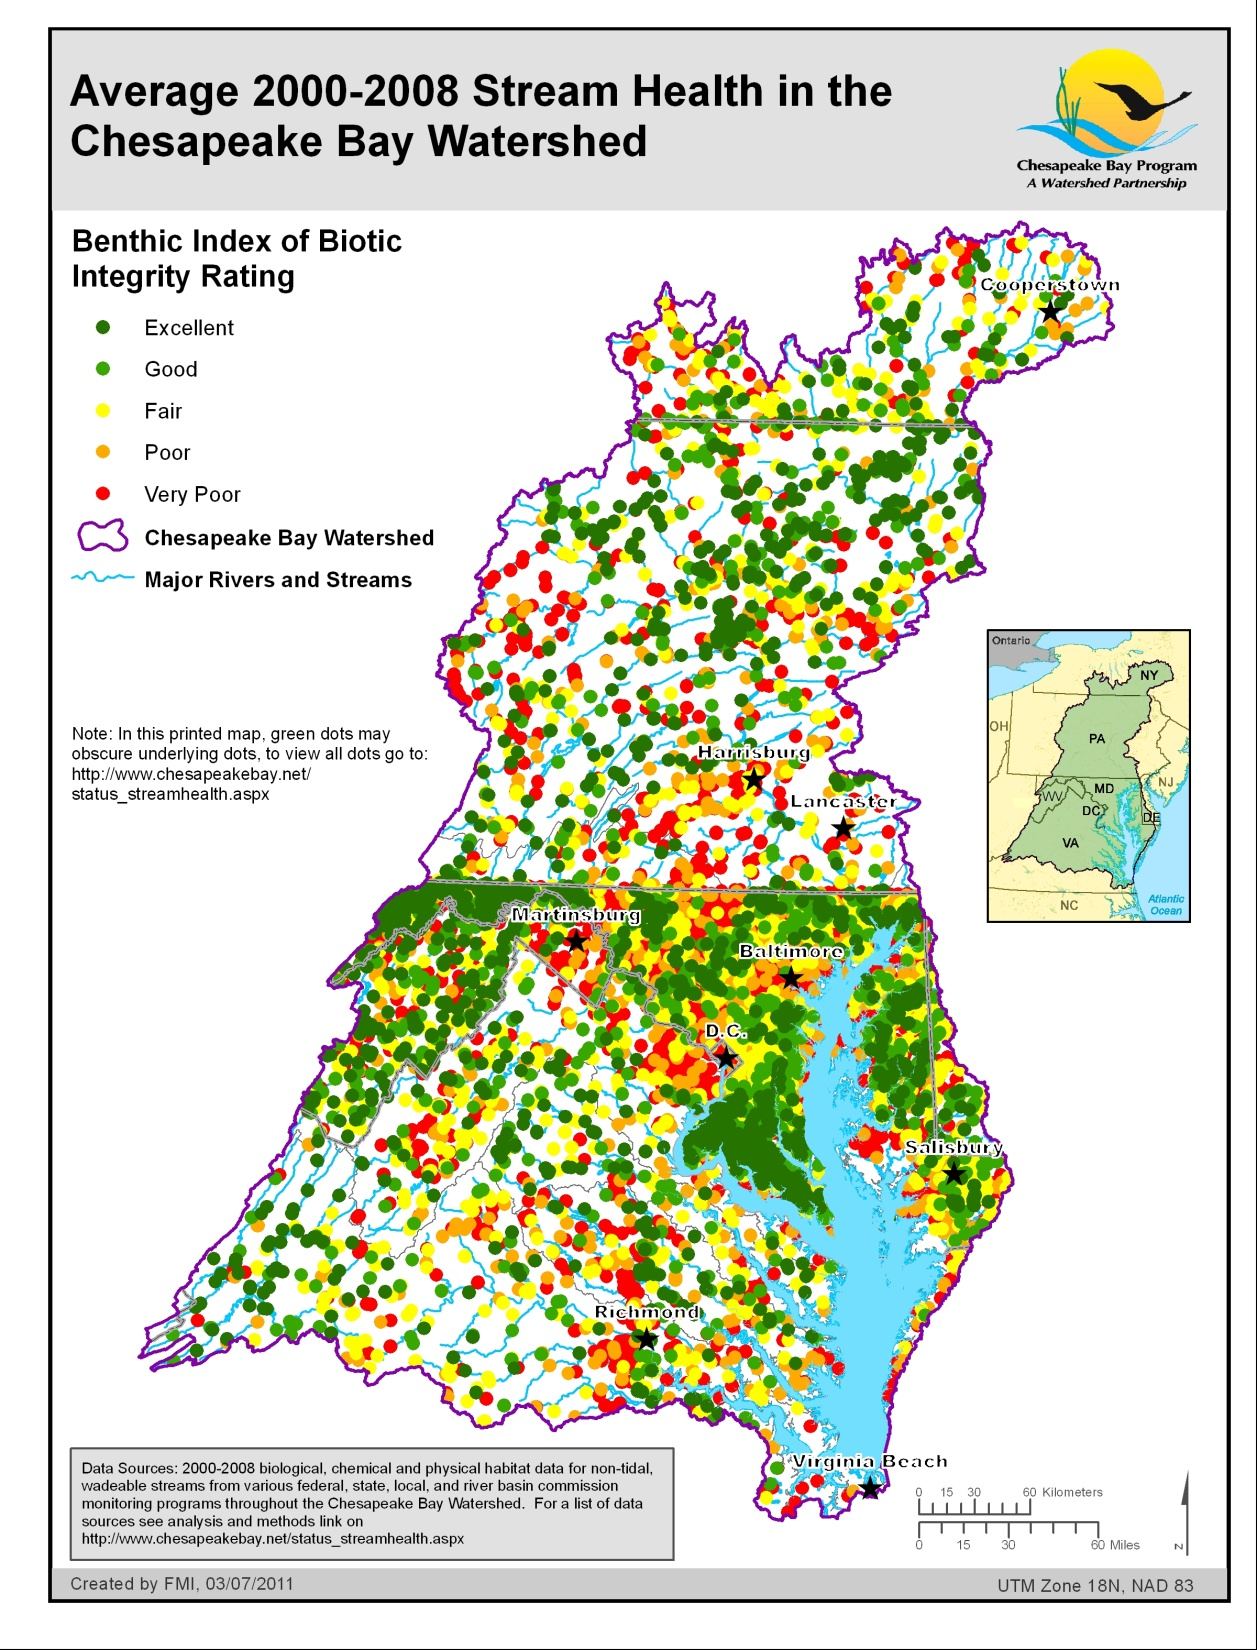 Average 2000-2008 Stream Health in the
Chesapeake Bay Watershed
Chesapeake Bay Program
A Watershed Partnership
Benthic Index of Biotic
Integrity Rating
Excellent
Good
Fair
Poor
Very Poor
Chesapeake Bay Watershed
Major Rivers and Streams
Note: In this printed map, green dots may
obscure underlying dots, to view all dots go to:
http://www.chesapeakebay.net/
status_streamhealth.aspx
Cooperstown
Harrisburg
Lancaster
Martinsburg
Baltimore
D.C.
Salisbury
Richmond
Virginia Beach
Ontario
NY
OH
PA
NJ
MD
WV
DC
DE
VA
NC
Atlantic
Ocean
Data Sources: 2000-2008 biological, chemical and physical habitat data for non-tidal,
wadeable streams from various federal, state, local, and river basin commission
monitoring programs throughout the Chesapeake Bay Watershed. For a list of data
sources see analysis and methods link on
http://www.chesapeakebay.net/status_streamhealth.aspx
0 15 30 60 Kilometers
0 15 30 60 Miles
N
Created by FMI, 03/07/2011
UTM Zone 18N, NAD 83